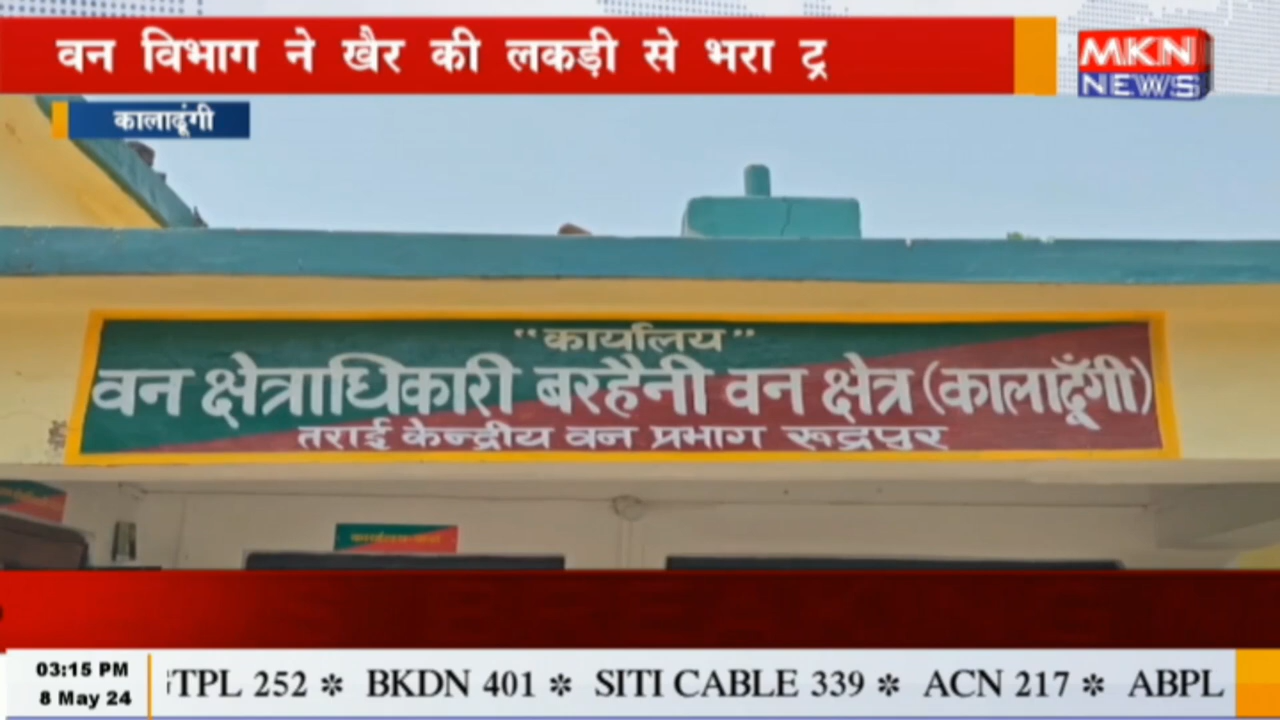 वन विभाग ने खैर की लकड़ी से भरा ट्र
MKN
NEWS
कालाढूंगी
"कार्यालय"
वन क्षेत्राधिकारी बरहैनी वन क्षेत्र (कालाढूँगी)
तराई केन्द्रीय वन प्रभाग रूद्रपुर
03:15 PM
8 May 24
GTPL 252 * BKDN 401 * SITI CABLE 339 * ACN 217 * ABPL